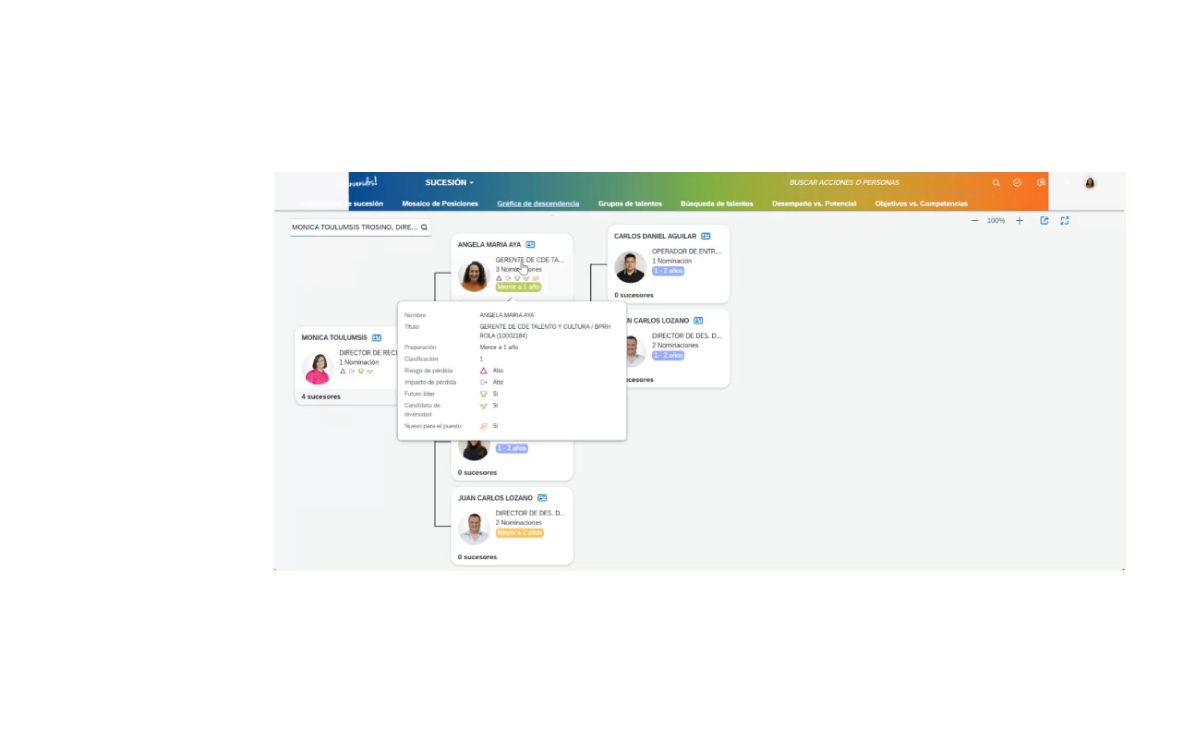 SUCESIÓN
BUSCAR ACCIONES O PERSONAS
sucesión
Mosaico de Posiciones
Gráfica de descendencia
Grupos de talentos
Búsqueda de talentos
Desempeño vs. Potencial
Objetivos vs. Competencias
MONICA TOULUMSIS TROSINO, DIRE...
100%
MONICA TOULUMSIS
DIRECTOR DE REC
1 Nominación
4 sucesores
ANGELA MARIA AYA
GERENTE DE CDE TA...
3 Nominaciones
Menor a 1 año
CARLOS DANIEL AGUILAR
OPERADOR DE ENTR...
1 Nominación
1 - 2 años
0 sucesores
Nombre ANGELA MARIA AYA
Título GERENTE DE CDE TALENTO Y CULTURA / BPRH
ROLA (10002184)
Preparación Menor a 1 año
Clasificación 1
Riesgo de pérdida Alto
Impacto de pérdida Alto
Futuro líder Sí
Candidato de Sí
diversidad
Nuevo para el puesto Sí
N CARLOS LOZANO
DIRECTOR DE DES. D...
2 Nominaciones
1 - 2 años
cesores
1 - 2 años
0 sucesores
JUAN CARLOS LOZANO
DIRECTOR DE DES. D...
2 Nominaciones
Mayor a 2 años
0 sucesores